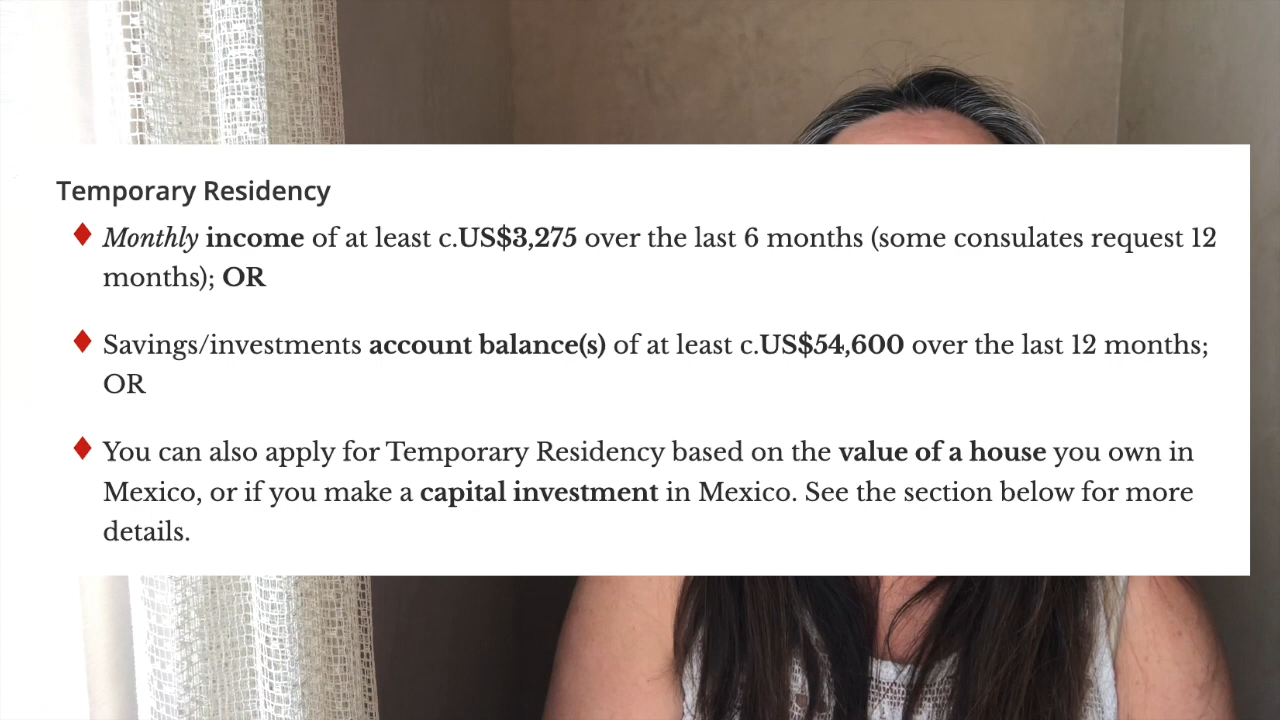 Temporary Residency
Monthly income of at least c.US$3,275 over the last 6 months (some consulates request 12
months); OR
Savings/investments account balance(s) of at least c.US$54,600 over the last 12 months;
OR
You can also apply for Temporary Residency based on the value of a house you own in
Mexico, or if you make a capital investment in Mexico. See the section below for more
details.